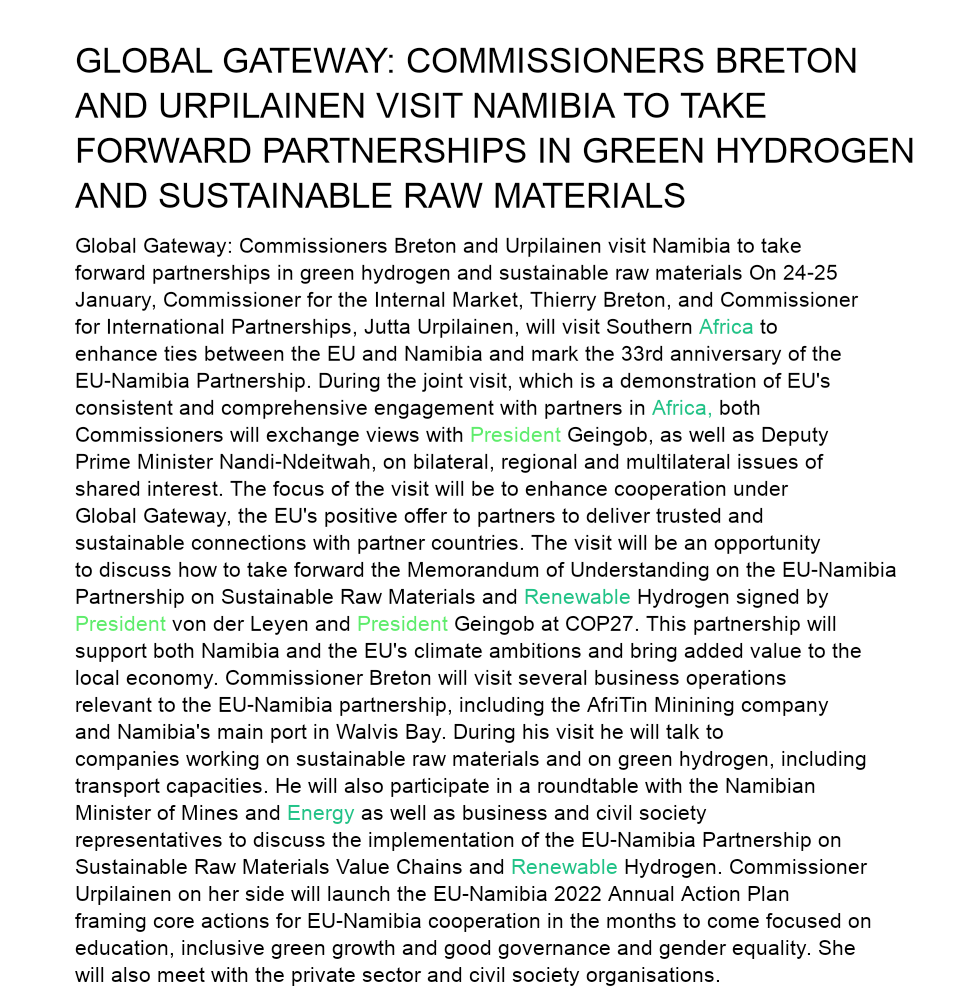 GLOBAL GATEWAY: COMMISSIONERS BRETON
AND URPILAINEN VISIT NAMIBIA TO TAKE
FORWARD PARTNERSHIPS IN GREEN HYDROGEN
AND SUSTAINABLE RAW MATERIALS
Global Gateway: Commissioners Breton and Urpilainen visit Namibia to take
forward partnerships in green hydrogen and sustainable raw materials On 24-25
January, Commissioner for the Internal Market, Thierry Breton, and Commissioner
for International Partnerships, Jutta Urpilainen, will visit Southern Africa to
enhance ties between the EU and Namibia and mark the 33rd anniversary of the
EU-Namibia Partnership. During the joint visit, which is a demonstration of EU's
consistent and comprehensive engagement with partners in Africa, both
Commissioners will exchange views with President Geingob, as well as Deputy
Prime Minister Nandi-Ndeitwah, on bilateral, regional and multilateral issues of
shared interest. The focus of the visit will be to enhance cooperation under
Global Gateway, the EU's positive offer to partners to deliver trusted and
sustainable connections with partner countries. The visit will be an opportunity
to discuss how to take forward the Memorandum of Understanding on the EU-Namibia
Partnership on Sustainable Raw Materials and Renewable Hydrogen signed by
President von der Leyen and President Geingob at COP27. This partnership will
support both Namibia and the EU's climate ambitions and bring added value to the
local economy. Commissioner Breton will visit several business operations
relevant to the EU-Namibia partnership, including the AfriTin Minining company
and Namibia's main port in Walvis Bay. During his visit he will talk to
companies working on sustainable raw materials and on green hydrogen, including
transport capacities. He will also participate in a roundtable with the Namibian
Minister of Mines and Energy as well as business and civil society
representatives to discuss the implementation of the EU-Namibia Partnership on
Sustainable Raw Materials Value Chains and Renewable Hydrogen. Commissioner
Urpilainen on her side will launch the EU-Namibia 2022 Annual Action Plan
framing core actions for EU-Namibia cooperation in the months to come focused on
education, inclusive green growth and good governance and gender equality. She
will also meet with the private sector and civil society organisations.